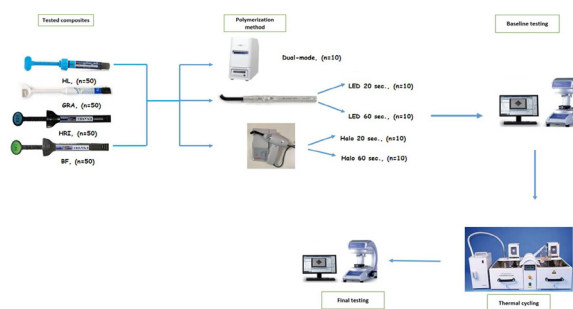 Tested composites
Polymerization
method
Baseline testing
HL, (n=50)
GRA, (n=50)
HRI, (n=50)
BF, (n=50)
Dual-mode, (n=10)
LED 20 sec., (n=10)
LED 60 sec., (n=10)
Halo 20 sec., (n=10)
Halo 60 sec., (n=10)
Final testing
Thermal cycling